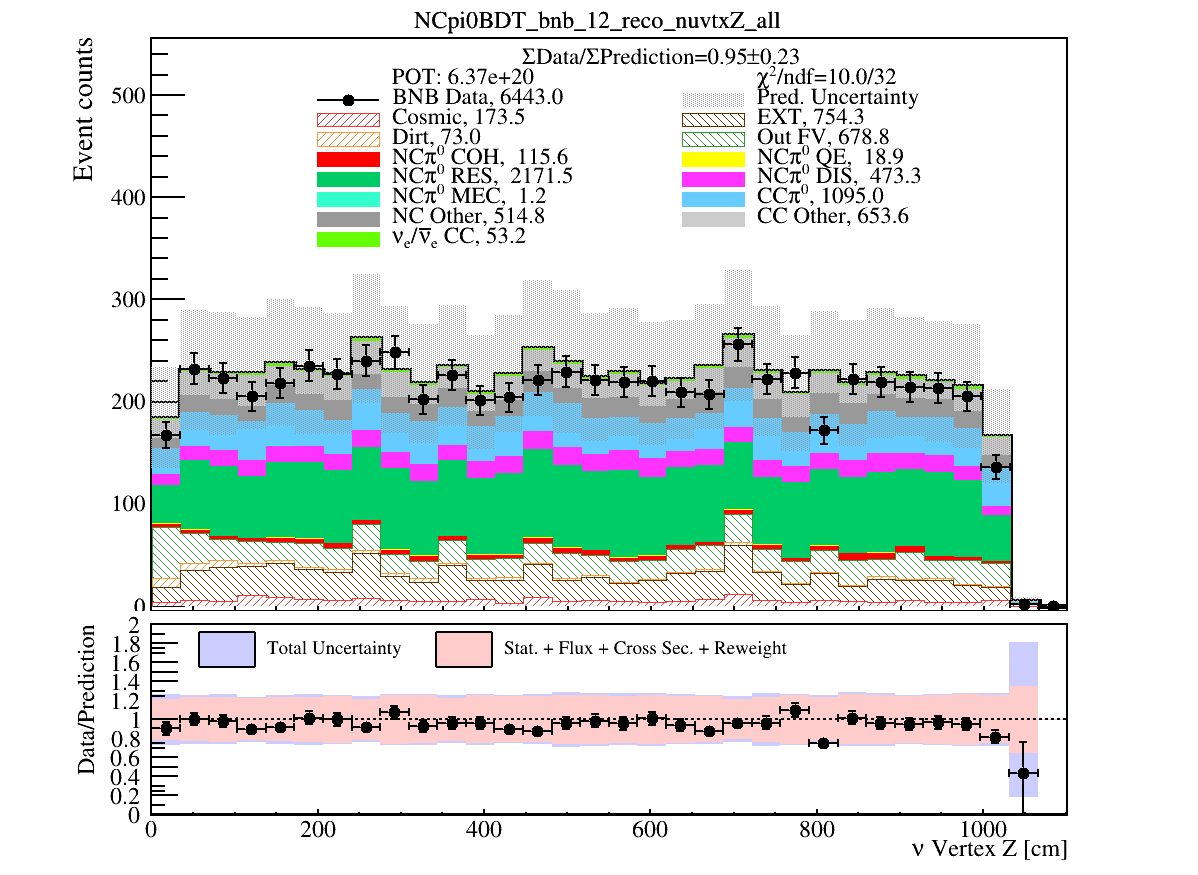 NCpi0BDT_bnb_12_reco_nuvtxZ_all
ΣData/ΣPrediction=0.95±0.23
POT: 6.37e+20
χ²/ndf=10.0/32
BNB Data, 6443.0
Pred. Uncertainty
Cosmic, 173.5
EXT, 754.3
Dirt, 73.0
Out FV, 678.8
NCπ⁰ COH, 115.6
NCπ⁰ QE, 18.9
NCπ⁰ RES, 2171.5
NCπ⁰ DIS, 473.3
NCπ⁰ MEC, 1.2
CCπ⁰, 1095.0
NC Other, 514.8
CC Other, 653.6
νₑ/ν̅ₑ CC, 53.2
Event counts
500
400
300
200
100
0
Total Uncertainty
Stat. + Flux + Cross Sec. + Reweight
Data/Prediction
2
1.8
1.6
1.4
1.2
1
0.8
0.6
0.4
0.2
0
0 200 400 600 800 1000
ν Vertex Z [cm]